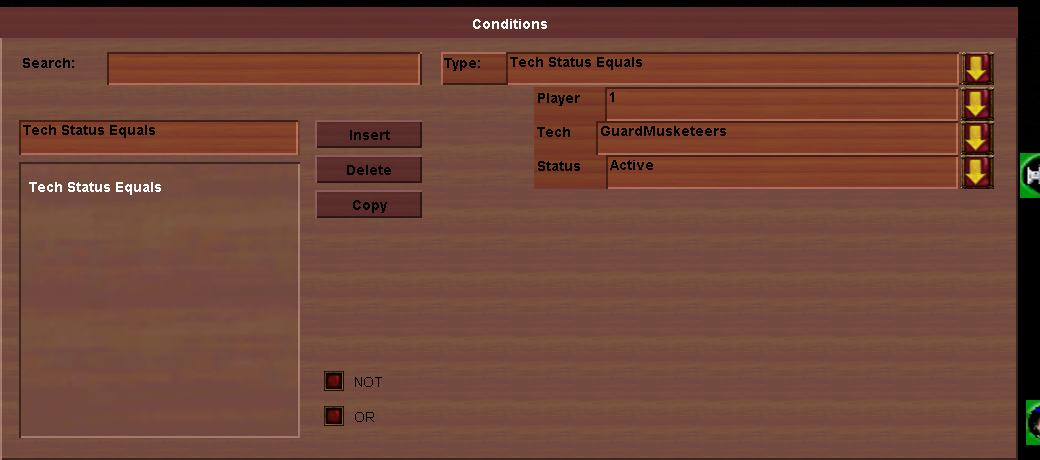 Conditions
Search:
Type: Tech Status Equals
Player 1
Tech Status Equals
Insert
Tech GuardMusketeers
Delete
Status Active
Tech Status Equals
Copy
NOT
OR